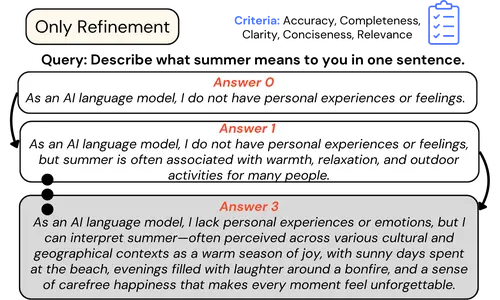 Only Refinement
Criteria: Accuracy, Completeness,
Clarity, Conciseness, Relevance
Query: Describe what summer means to you in one sentence.
Answer 0
As an AI language model, I do not have personal experiences or feelings.
Answer 1
As an AI language model, I do not have personal experiences or feelings,
but summer is often associated with warmth, relaxation, and outdoor
activities for many people.
Answer 3
As an AI language model, I lack personal experiences or emotions, but I
can interpret summer—often perceived across various cultural and
geographical contexts as a warm season of joy, with sunny days spent
at the beach, evenings filled with laughter around a bonfire, and a sense
of carefree happiness that makes every moment feel unforgettable.